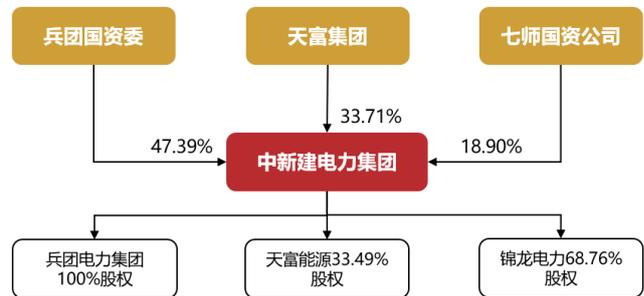 兵团国资委
天富集团
七师国资公司
33.71%
47.39%
18.90%
中新建电力集团
兵团电力集团
100%股权
天富能源33.49%
股权
锦龙电力68.76%
股权